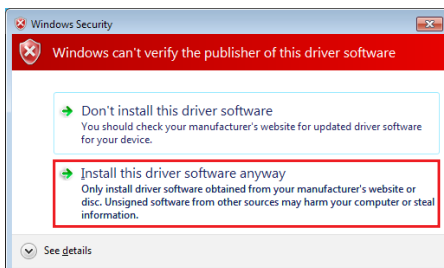 Windows Security
Windows can't verify the publisher of this driver software
Don't install this driver software
You should check your manufacturer's website for updated driver software
for your device.
Install this driver software anyway
Only install driver software obtained from your manufacturer's website or
disc. Unsigned software from other sources may harm your computer or steal
information.
See details